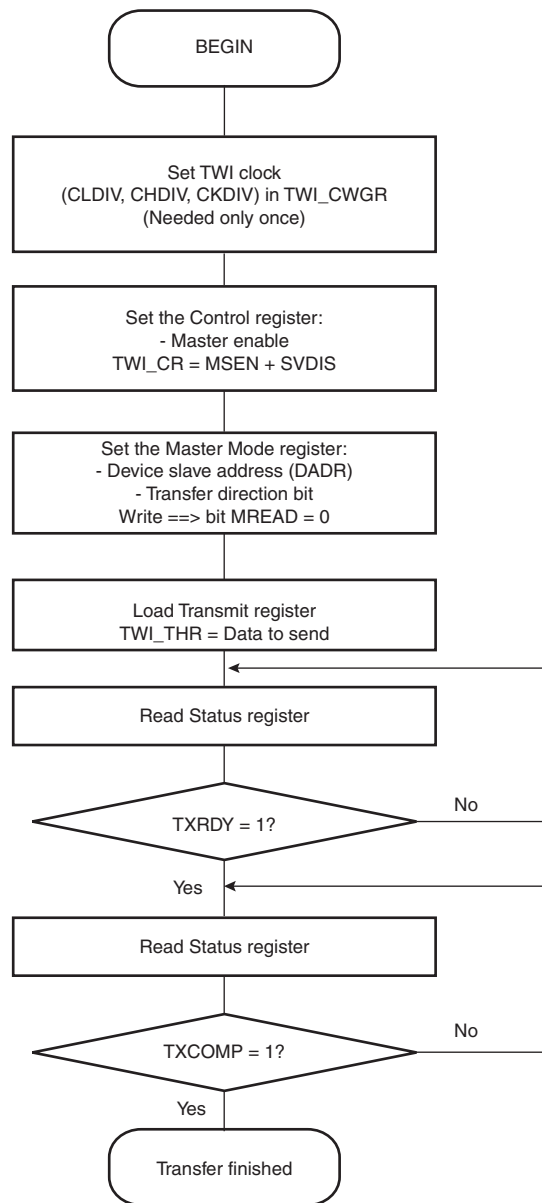 BEGIN
Set TWI clock
(CLDIV, CHDIV, CKDIV) in TWI_CWGR
(Needed only once)
Set the Control register:
- Master enable
TWI_CR = MSEN + SVDIS
Set the Master Mode register:
- Device slave address (DADR)
- Transfer direction bit
Write ==> bit MREAD = 0
Load Transmit register
TWI_THR = Data to send
Read Status register
TXRDY = 1?
No
Yes
Read Status register
TXCOMP = 1?
No
Yes
Transfer finished